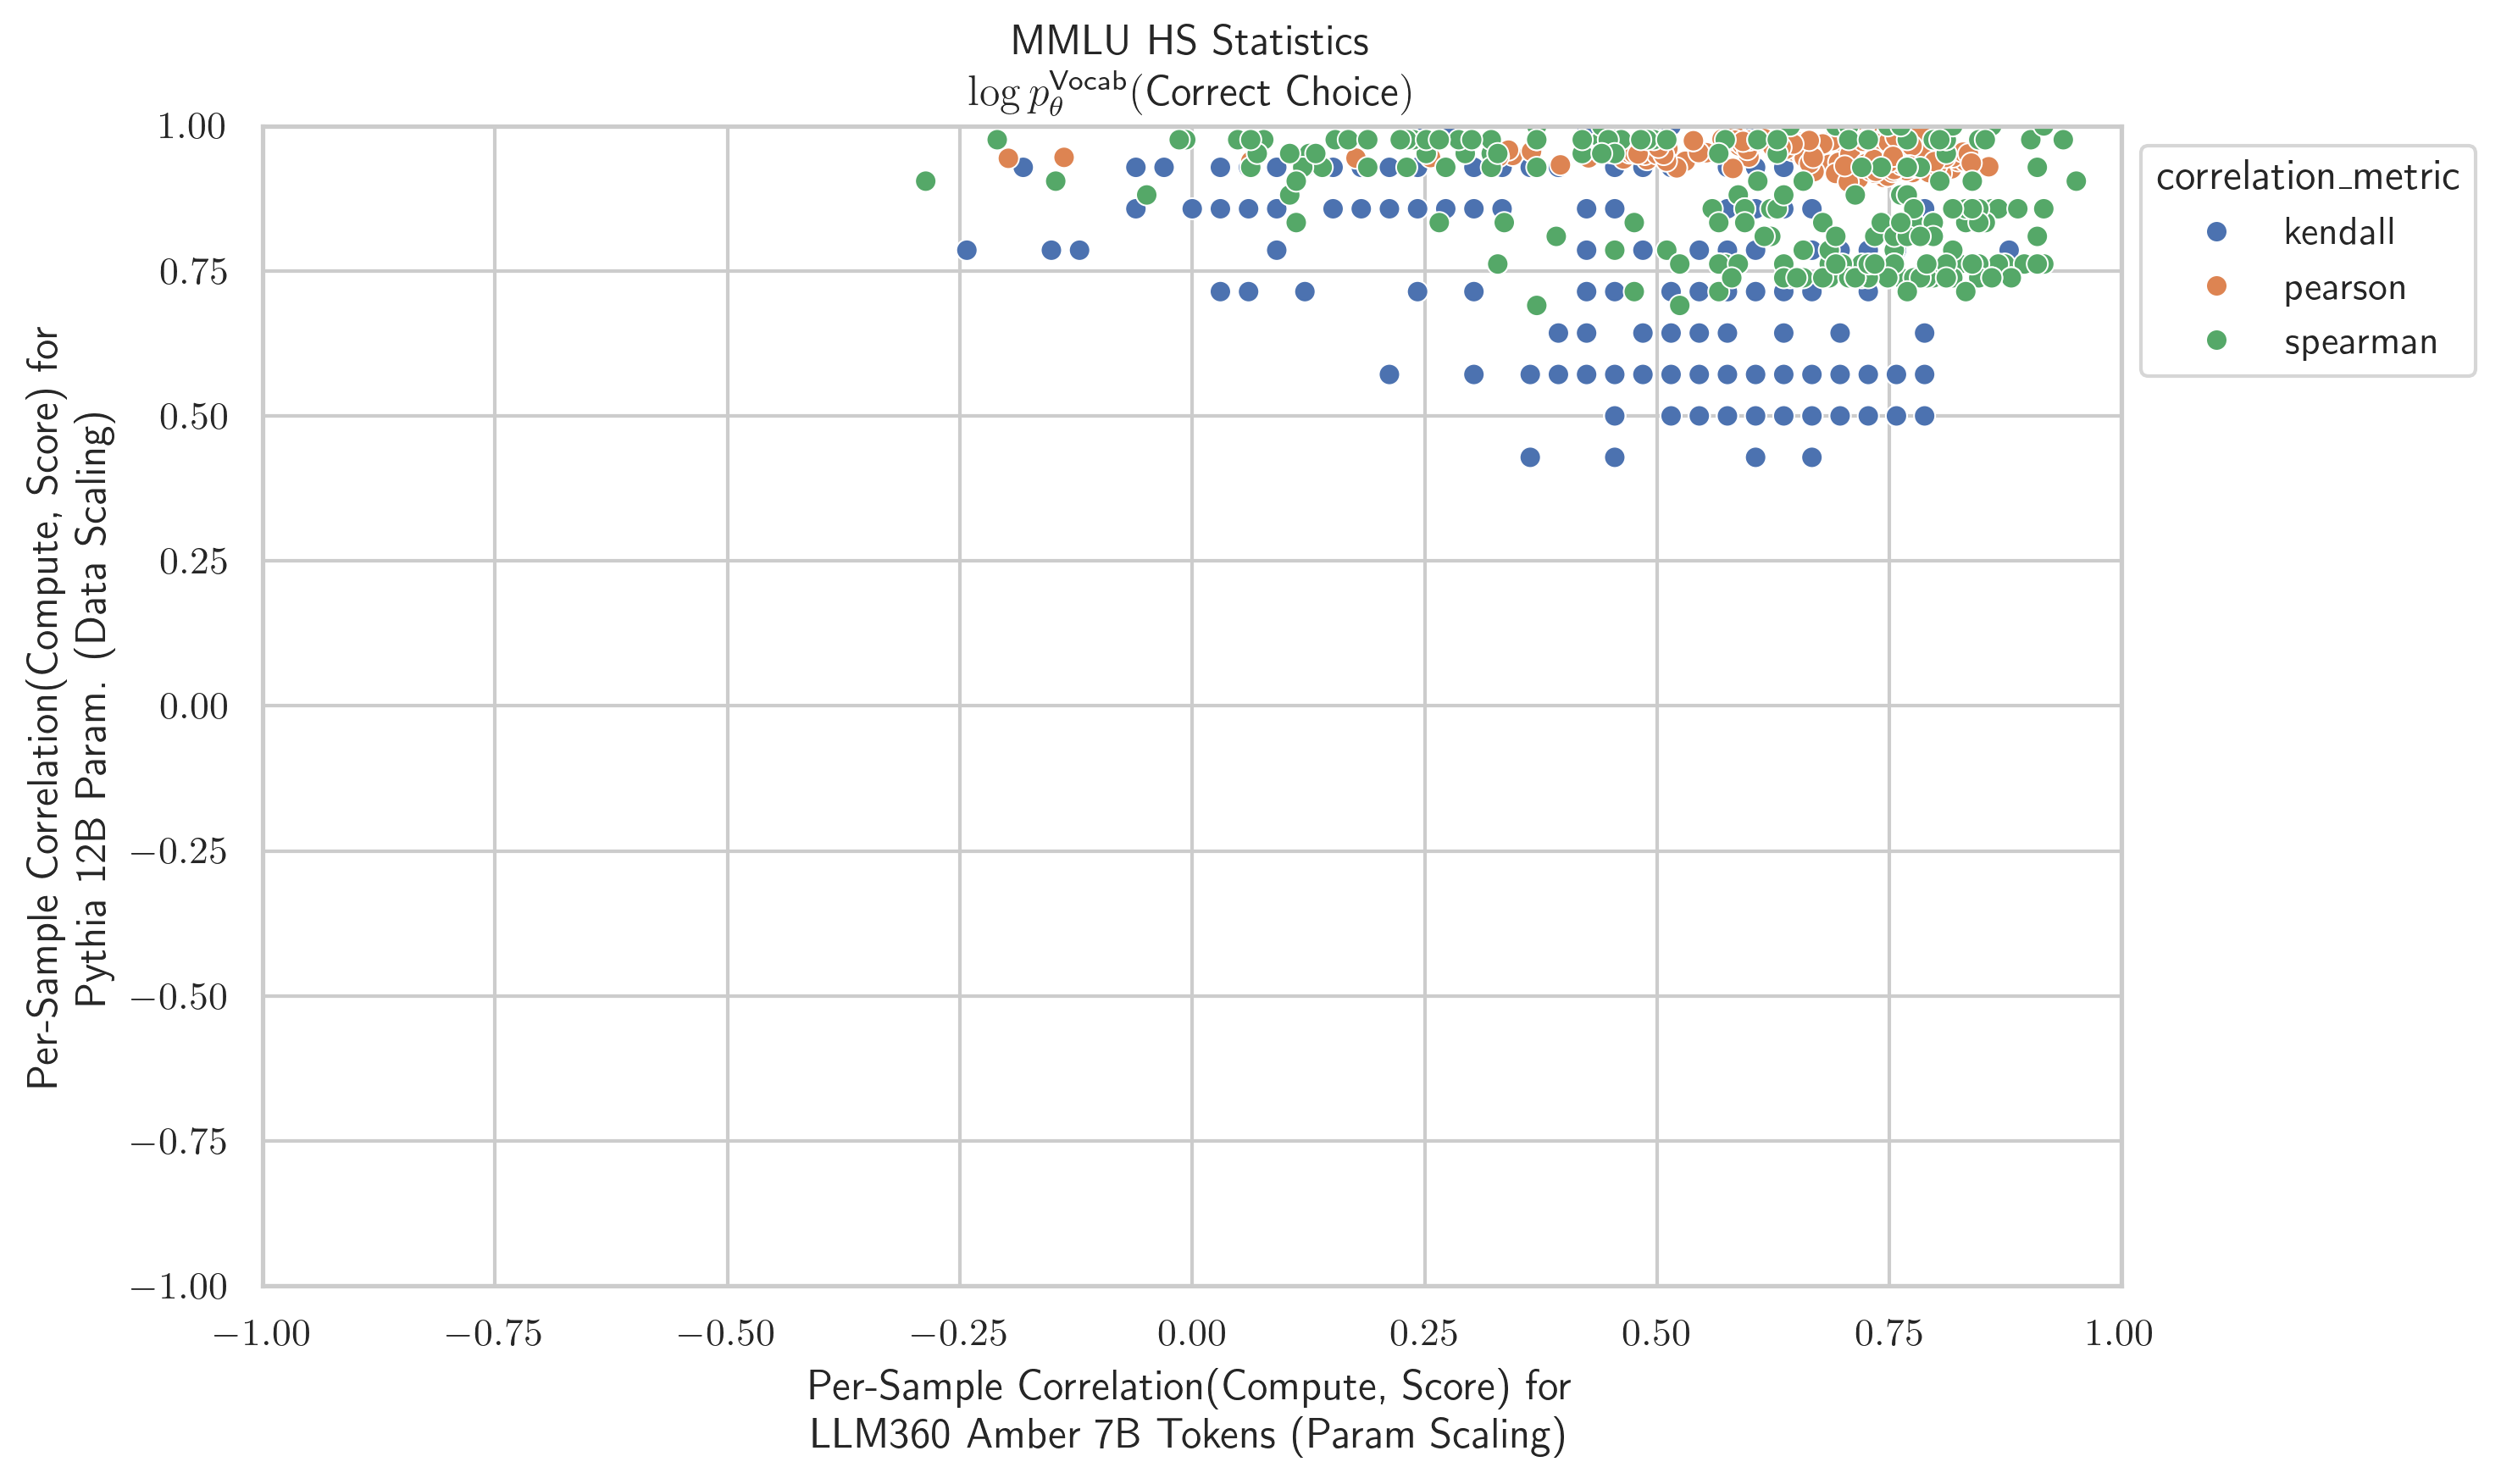 MMLU HS Statistics
log p_θ^Vocab(Correct Choice)
Per-Sample Correlation(Compute, Score) for
Pythia 12B Param. (Data Scaling)
1.00
0.75
0.50
0.25
0.00
−0.25
−0.50
−0.75
−1.00
−1.00 −0.75 −0.50 −0.25 0.00 0.25 0.50 0.75 1.00
Per-Sample Correlation(Compute, Score) for
LLM360 Amber 7B Tokens (Param Scaling)
correlation_metric
kendall
pearson
spearman